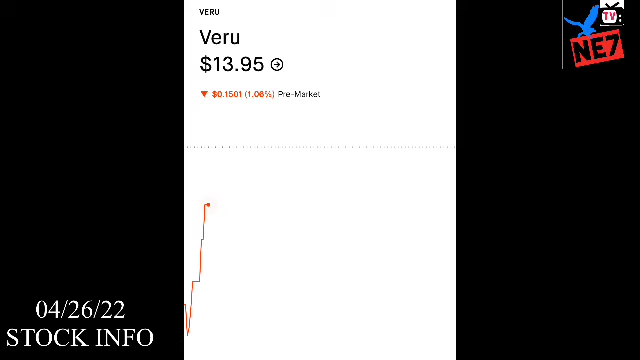 VERU
Veru
$13.95
$0.1501 (1.06%) Pre-Market
TV
NE7
04/26/22
STOCK INFO